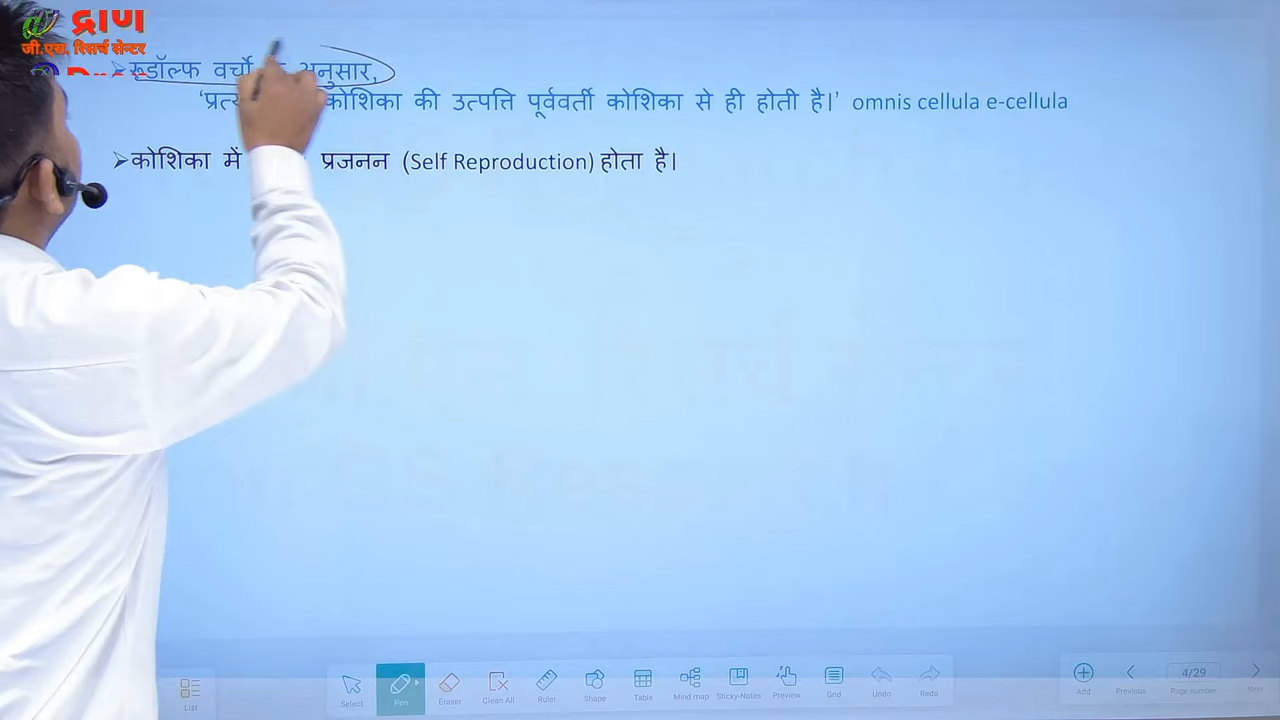 द्रोण
जी.एस. रिसर्च सेन्टर
➢रूडॉल्फ वर्चो अनुसार,
कोशिका की उत्पत्ति पूर्ववर्ती कोशिका से ही होती है।’ omnis cellula e-cellula
➢कोशिका में प्रजनन (Self Reproduction) होता है।
List
Select
Pen
Eraser
Clean All
Ruler
Shape
Table
Mind map
Sticky-Notes
Preview
Grid
Undo
Redo
Add
Previous
4/29
Page number
Next